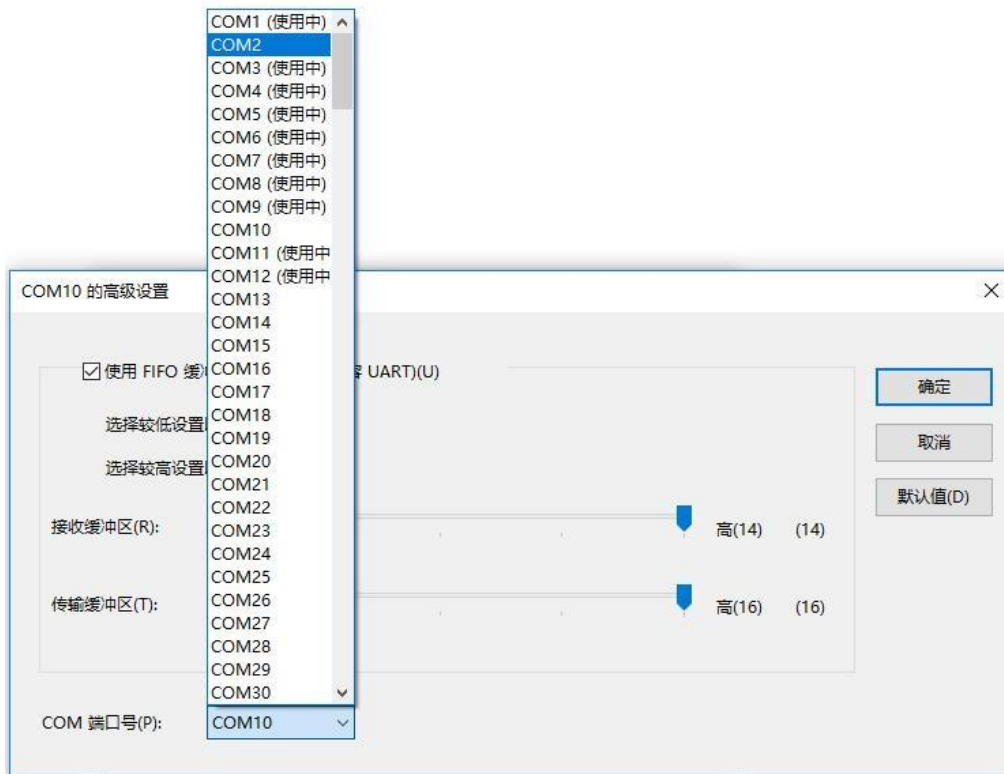 COM1 (使用中)
COM2
COM3 (使用中)
COM4 (使用中)
COM5 (使用中)
COM6 (使用中)
COM7 (使用中)
COM8 (使用中)
COM9 (使用中)
COM10
COM11 (使用中
COM12 (使用中
COM13
COM14
COM15
COM16
COM17
COM18
COM19
COM20
COM21
COM22
COM23
COM24
COM25
COM26
COM27
COM28
COM29
COM30
COM10 的高级设置
使用 FIFO 缓 UART)(U)
选择较低设置
选择较高设置
接收缓冲区(R): 高(14) (14)
传输缓冲区(T): 高(16) (16)
COM 端口号(P): COM10
确定
取消
默认值(D)